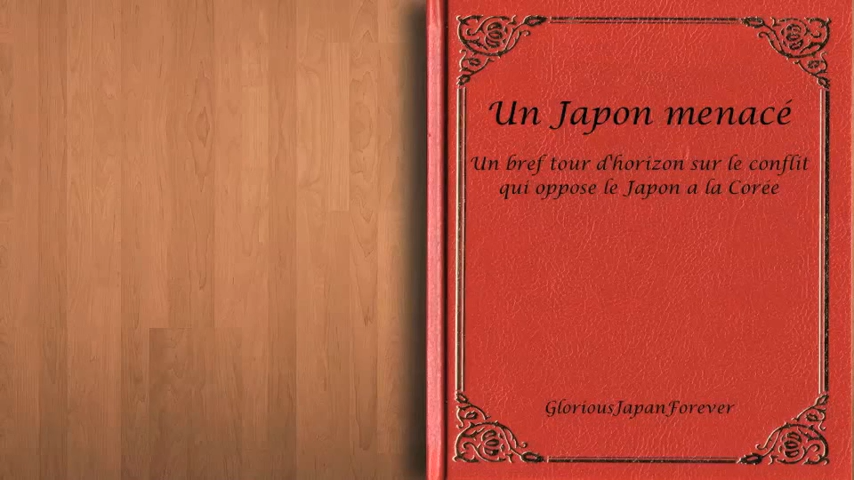 Un Japon menacé
Un bref tour d'horizon sur le conflit
qui oppose le Japon a la Corée
GloriousJapanForever